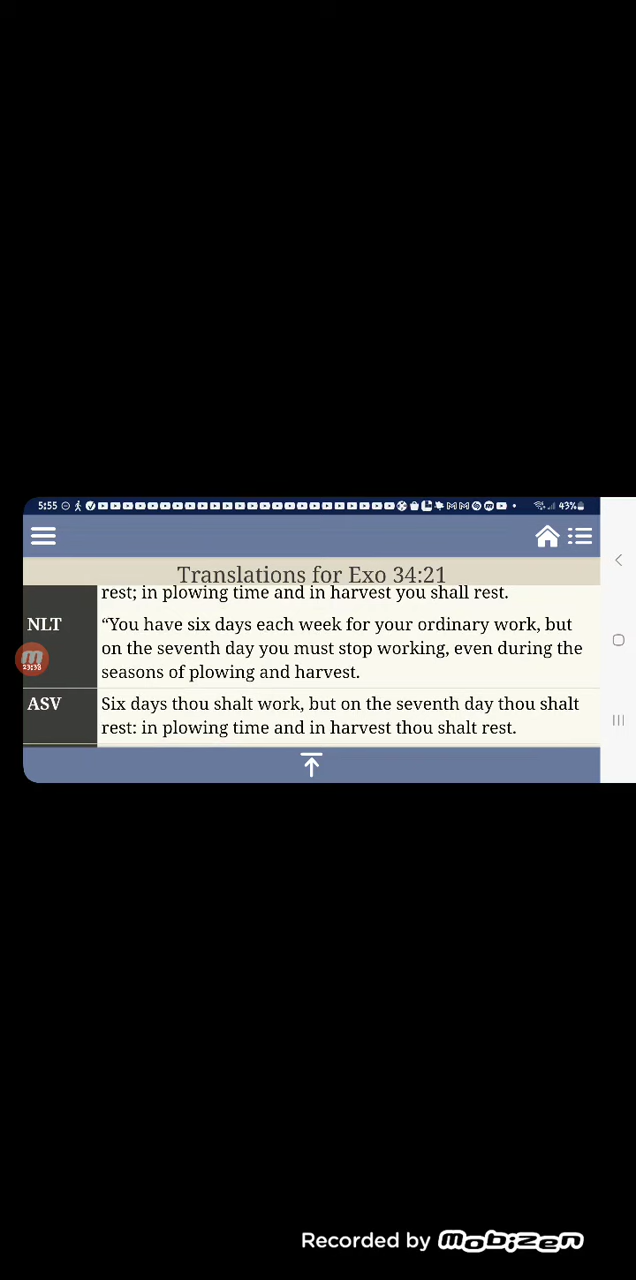 5:55
43%
Translations for Exo 34:21
rest; in plowing time and in harvest you shall rest.
NLT
“You have six days each week for your ordinary work, but
on the seventh day you must stop working, even during the
seasons of plowing and harvest.
23:38
ASV
Six days thou shalt work, but on the seventh day thou shalt
rest: in plowing time and in harvest thou shalt rest.
Recorded by mobizen